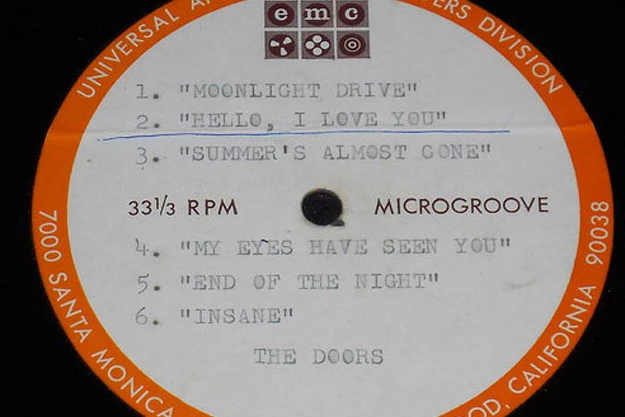 UNIVERSAL
ERS DIVISION
emc
1. "MOONLIGHT DRIVE"
2. "HELLO, I LOVE YOU"
3. "SUMMER'S ALMOST GONE"
33⅓ RPM MICROGROOVE
4. "MY EYES HAVE SEEN YOU"
5. "END OF THE NIGHT"
6. "INSANE"
THE DOORS
7000 SANTA MONICA
OD, CALIFORNIA 90038